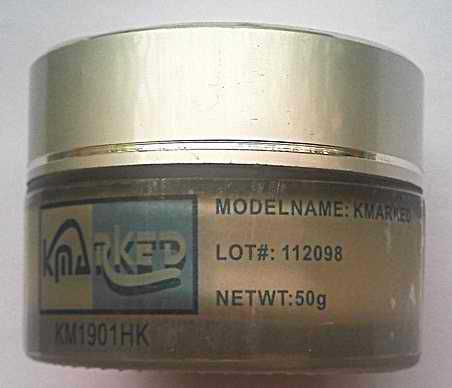 KMARKED
KM1901HK
MODELNAME: KMARKED
LOT#: 112098
NETWT:50g